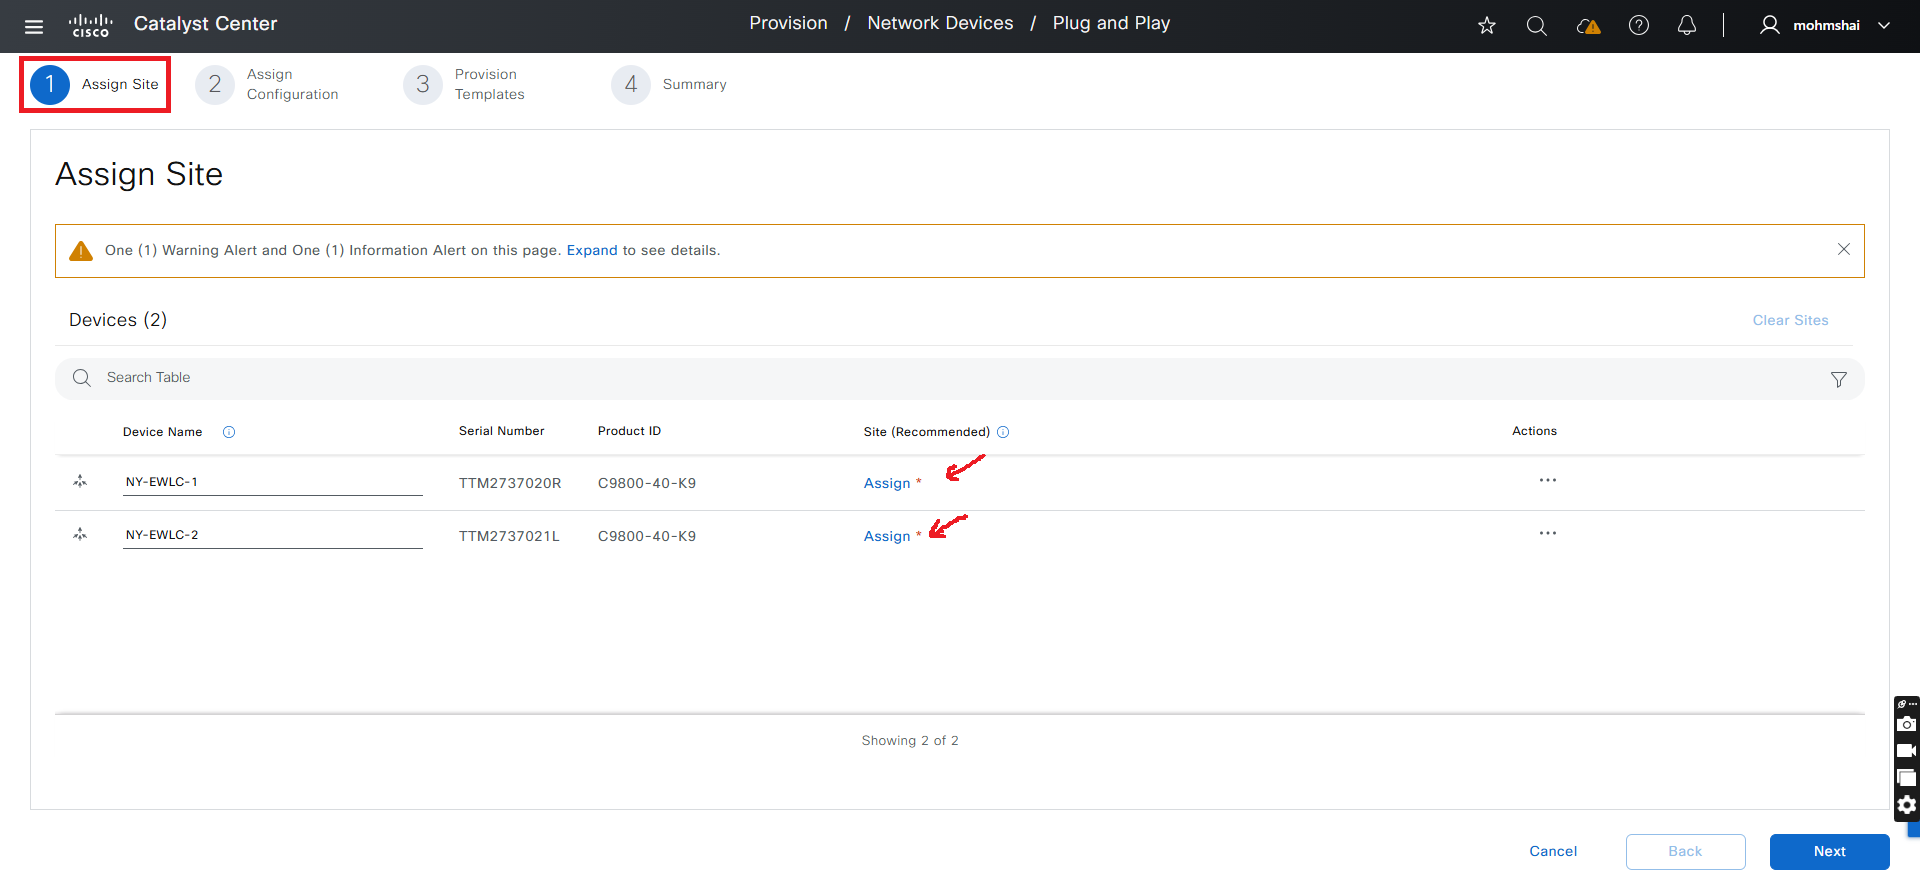 cisco Catalyst Center Provision / Network Devices / Plug and Play mohmshai
1 Assign Site 2 Assign Configuration 3 Provision Templates 4 Summary
Assign Site
One (1) Warning Alert and One (1) Information Alert on this page. Expand to see details.
Devices (2) Clear Sites
Search Table
Device Name Serial Number Product ID Site (Recommended) Actions
NY-EWLC-1 TTM2737020R C9800-40-K9 Assign * ...
NY-EWLC-2 TTM2737021L C9800-40-K9 Assign * ...
Showing 2 of 2
Cancel Back Next